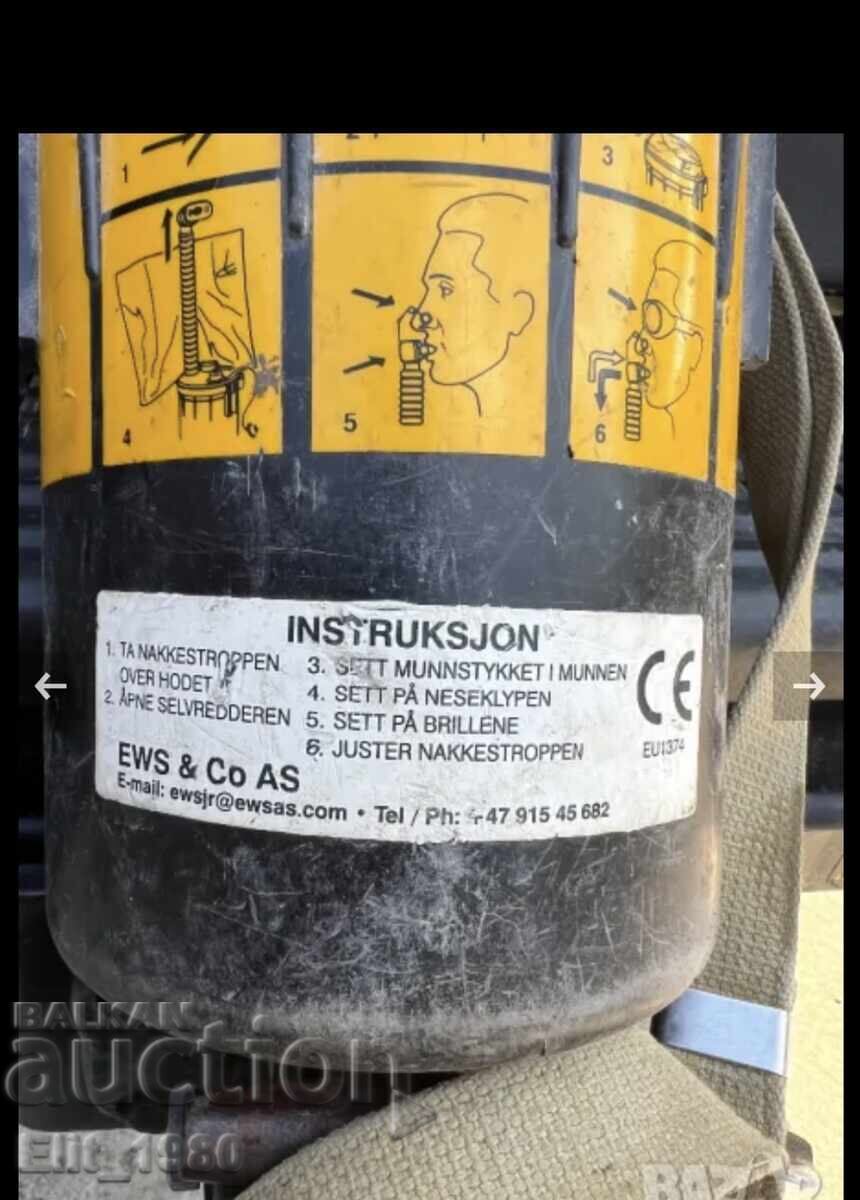 1
3
4
5
6
INSTRUKSJON
1. TA NAKKESTROPPEN
OVER HODET
2. ÅPNE SELVREDDEREN
3. SETT MUNNSTYKKET I MUNNEN
4. SETT PÅ NESEKLYPEN
5. SETT PÅ BRILLENE
6. JUSTER NAKKESTROPPEN
CE
EU1374
EWS & Co AS
E-mail: ewsjr@ewsas.com • Tel / Ph: +47 915 45 682
BALKAN
auction
Elit_1980